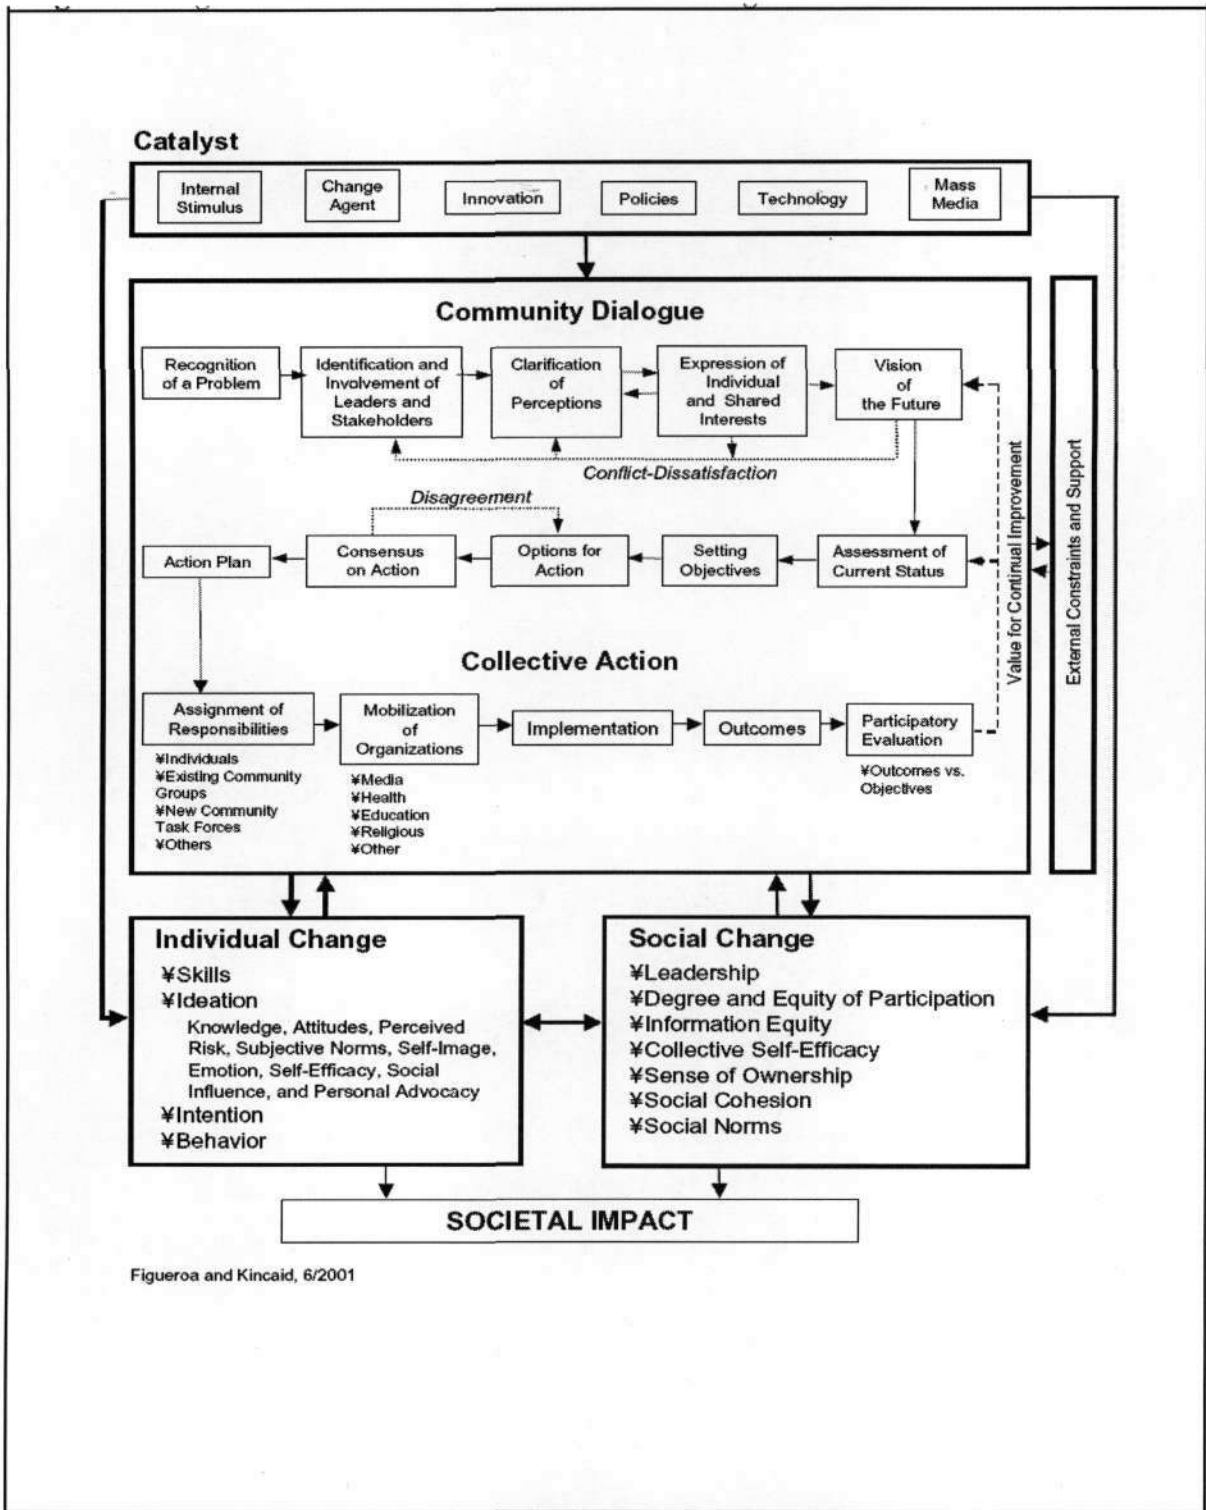 Catalyst
Internal
Stimulus
Change
Agent
Innovation
Policies
Technology
Mass
Media
Community Dialogue
Recognition
of a Problem
Identification and
Involvement of
Leaders and
Stakeholders
Clarification
of
Perceptions
Expression of
Individual
and Shared
Interests
Vision
of
the Future
Conflict-Dissatisfaction
Disagreement
Action Plan
Consensus
on Action
Options for
Action
Setting
Objectives
Assessment of
Current Status
Value for Continual Improvement
External Constraints and Support
Collective Action
Assignment of
Responsibilities
¥Individuals
¥Existing Community
Groups
¥New Community
Task Forces
¥Others
Mobilization
of
Organizations
¥Media
¥Health
¥Education
¥Religious
¥Other
Implementation
Outcomes
Participatory
Evaluation
¥Outcomes vs.
Objectives
Individual Change
¥Skills
¥Ideation
Knowledge, Attitudes, Perceived
Risk, Subjective Norms, Self-Image,
Emotion, Self-Efficacy, Social
Influence, and Personal Advocacy
¥Intention
¥Behavior
Social Change
¥Leadership
¥Degree and Equity of Participation
¥Information Equity
¥Collective Self-Efficacy
¥Sense of Ownership
¥Social Cohesion
¥Social Norms
SOCIETAL IMPACT
Figueroa and Kincaid, 6/2001